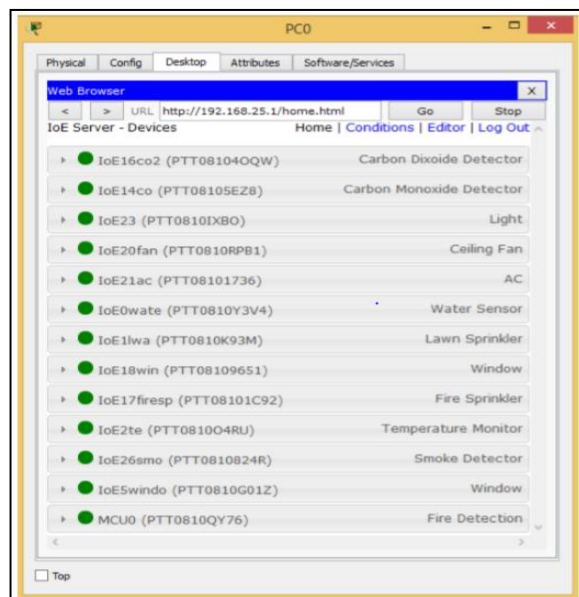 PC0
Physical Config Desktop Attributes Software/Services
Web Browser X
< > URL http://192.168.25.1/home.html Go Stop
IoE Server - Devices Home | Conditions | Editor | Log Out
IoE16co2 (PTT08104OQW) Carbon Dixoide Detector
IoE14co (PTT08105EZ8) Carbon Monoxide Detector
IoE23 (PTT0810IXBO) Light
IoE20fan (PTT0810RPB1) Ceiling Fan
IoE21ac (PTT08101736) AC
IoE0wate (PTT0810Y3V4) Water Sensor
IoE1lwa (PTT0810K93M) Lawn Sprinkler
IoE18win (PTT08109651) Window
IoE17firesp (PTT08101C92) Fire Sprinkler
IoE2te (PTT0810O4RU) Temperature Monitor
IoE26smo (PTT0810824R) Smoke Detector
IoE5windo (PTT0810G01Z) Window
MCU0 (PTT0810QY76) Fire Detection
Top